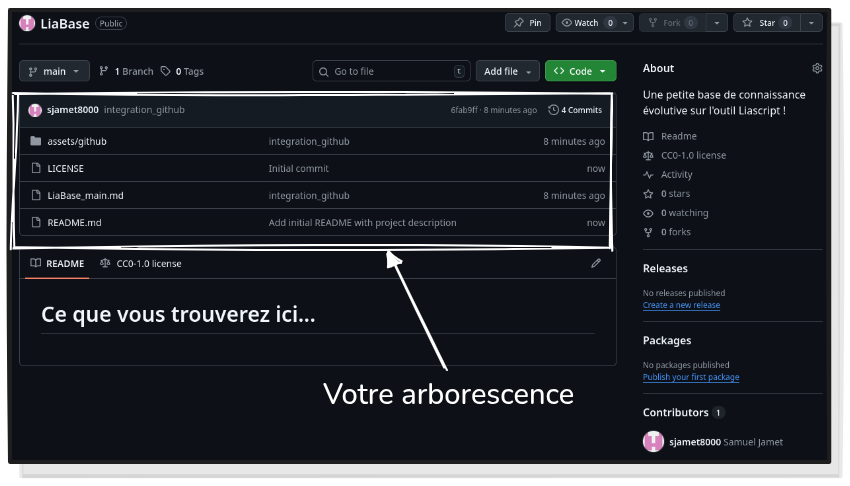 LiaBase Public
Pin Watch 0 Fork 0 Star 0
main 1 Branch 0 Tags Go to file t Add file Code
sjamet8000 integration_github 6fab9ff · 8 minutes ago 4 Commits
assets/github integration_github 8 minutes ago
LICENSE Initial commit now
LiaBase_main.md integration_github 8 minutes ago
README.md Add initial README with project description now
README CC0-1.0 license
Ce que vous trouverez ici...
Votre arborescence
About
Une petite base de connaissance
évolutive sur l'outil Liascript !
Readme
CC0-1.0 license
Activity
0 stars
0 watching
0 forks
Releases
No releases published
Create a new release
Packages
No packages published
Publish your first package
Contributors 1
sjamet8000 Samuel Jamet